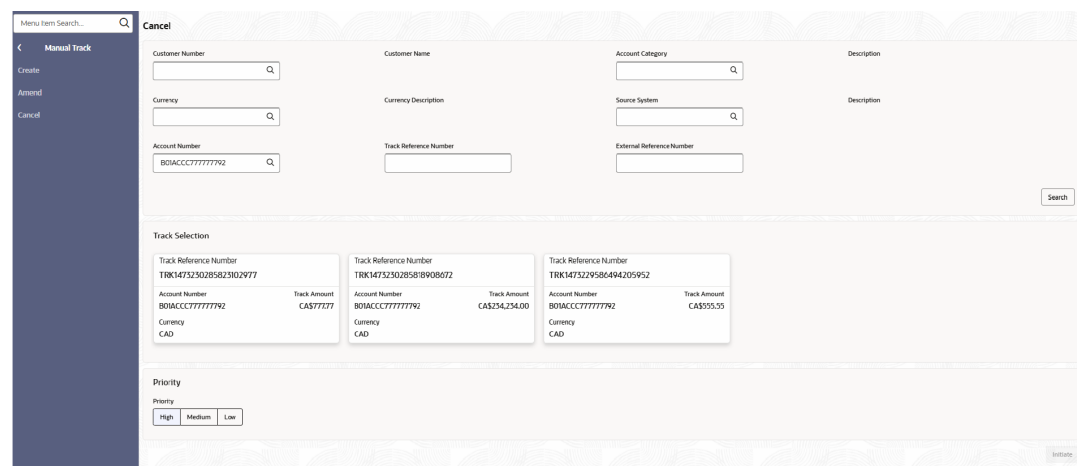 Menu Item Search...
Cancel
Manual Track
Create
Amend
Cancel
Customer Number
Customer Name
Account Category
Description
Currency
Currency Description
Source System
Description
Account Number
Track Reference Number
External Reference Number
B01ACCC777777792
Search
Track Selection
Track Reference Number
TRK1473230285823102977
Account Number Track Amount
B01ACCC777777792 CA$777.77
Currency
CAD
Track Reference Number
TRK1473230285818908672
Account Number Track Amount
B01ACCC777777792 CA$234,234.00
Currency
CAD
Track Reference Number
TRK1473229586494205952
Account Number Track Amount
B01ACCC777777792 CA$555.55
Currency
CAD
Priority
Priority
High Medium Low
Initiate